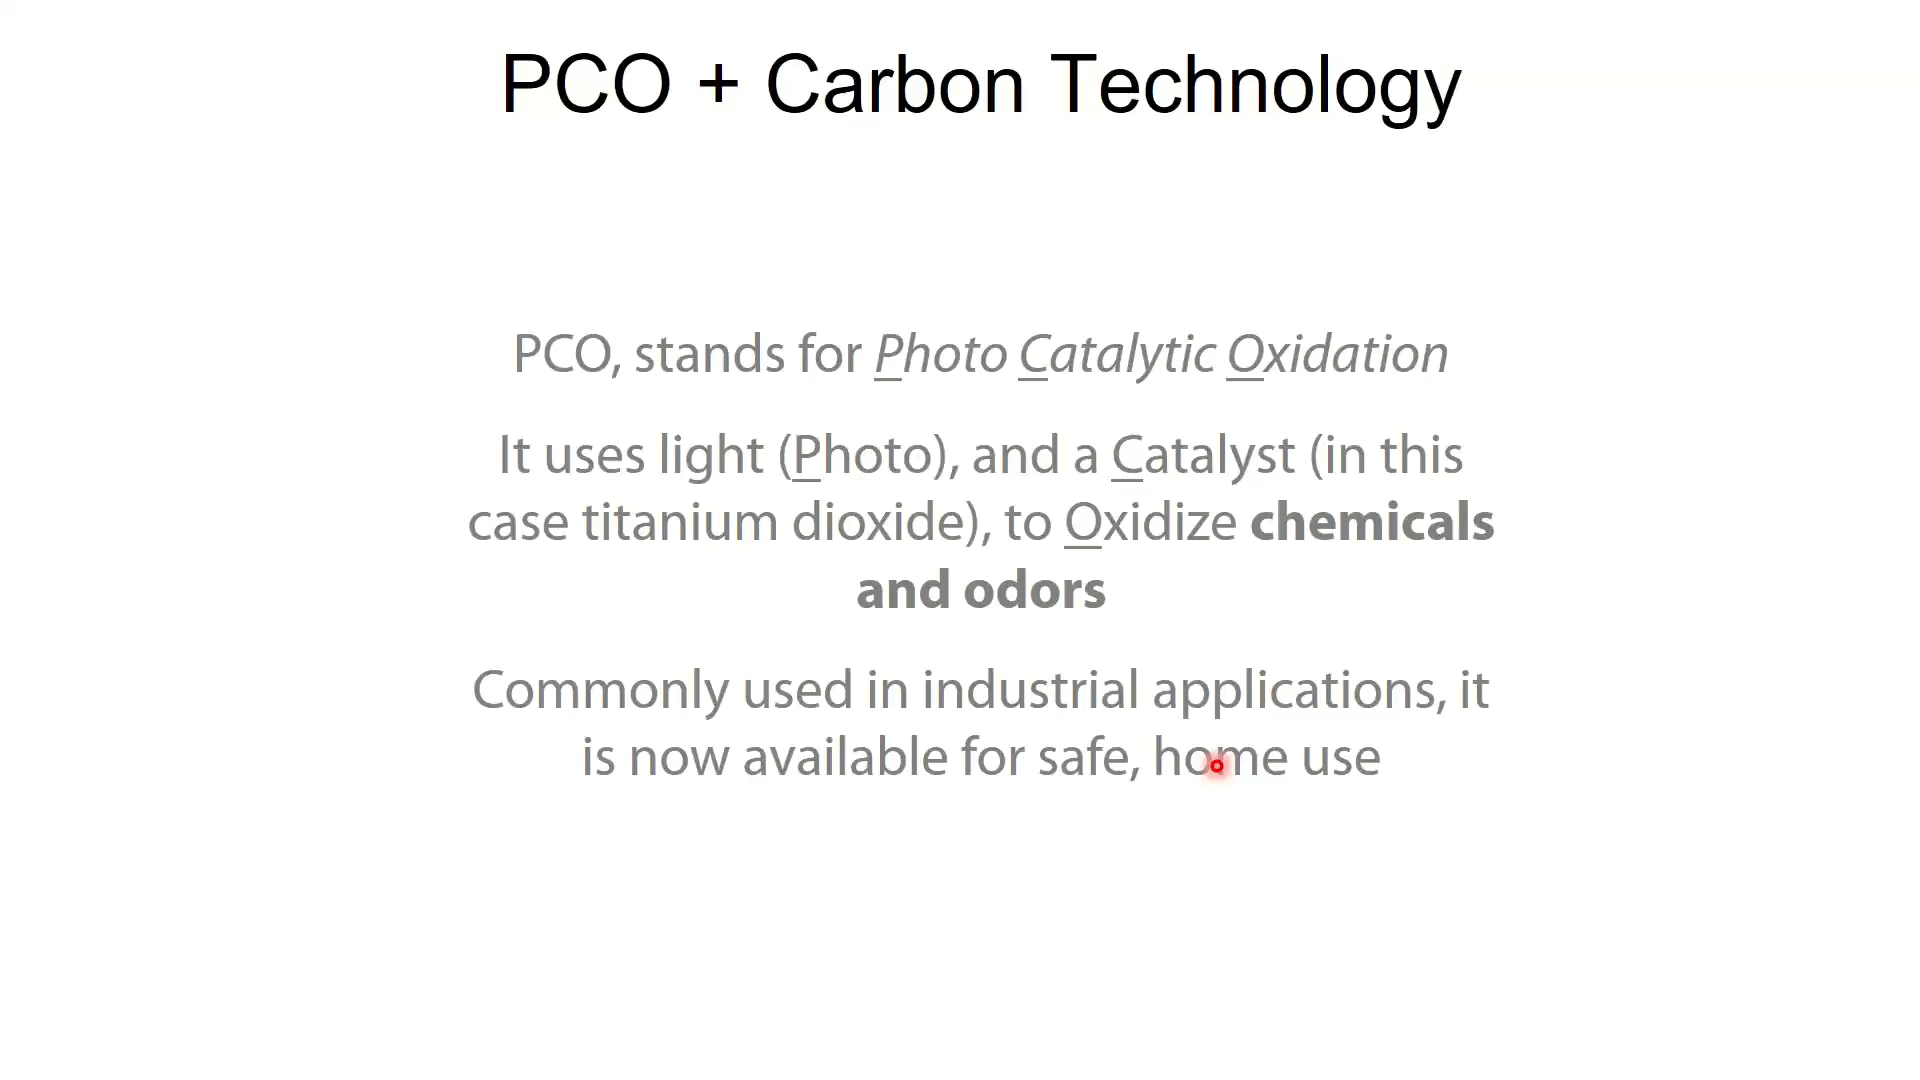 PCO + Carbon Technology
PCO, stands for Photo Catalytic Oxidation
It uses light (Photo), and a Catalyst (in this
case titanium dioxide), to Oxidize chemicals
and odors
Commonly used in industrial applications, it
is now available for safe, home use